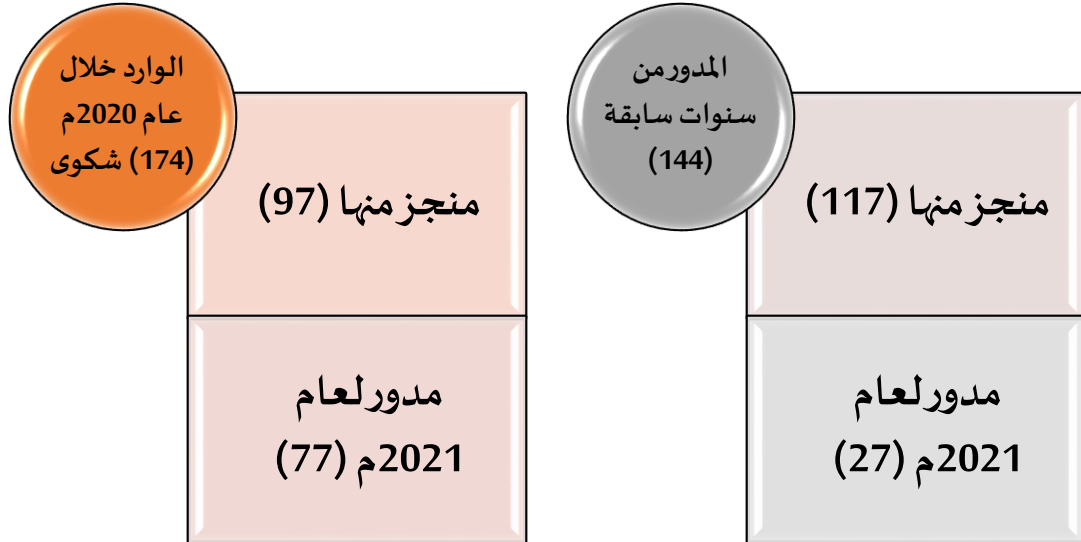 المدور من
سنوات سابقة
(144)
منجز منها (117)
مدور لعام
2021م (27)
الوارد خلال
عام 2020م
(174) شكوى
منجز منها (97)
مدور لعام
2021م (77)